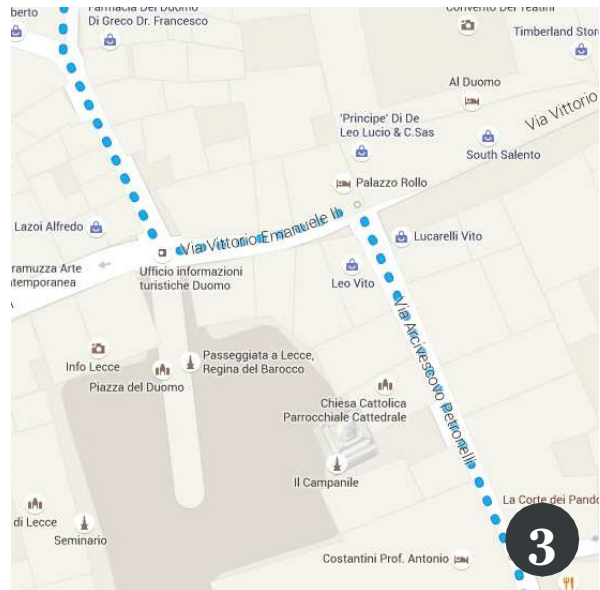 berto
Farmacia Del Duomo
Di Greco Dr. Francesco
Convento Dei Teatini
Timberland Store
Al Duomo
'Principe' Di De
Leo Lucio & C.Sas
Via Vittorio
South Salento
Palazzo Rollo
Lazoi Alfredo
Via Vittorio Emanuele II
Lucarelli Vito
ramuzza Arte
temporanea
Ufficio informazioni
turistiche Duomo
Leo Vito
Via Arcivescovo Petronelli
Info Lecce
Passeggiata a Lecce,
Regina del Barocco
Piazza del Duomo
Chiesa Cattolica
Parrocchiale Cattedrale
Il Campanile
La Corte dei Pando
di Lecce
Seminario
3
Costantini Prof. Antonio